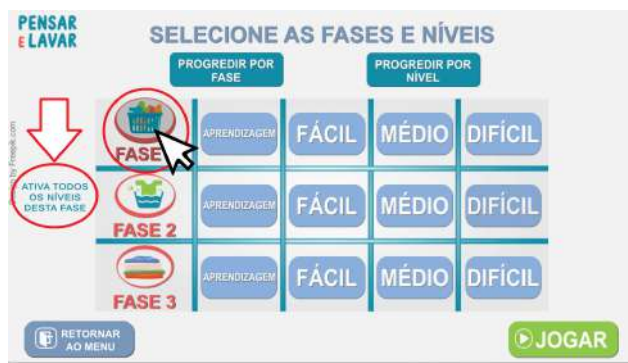 PENSAR
E LAVAR
SELECIONE AS FASES E NÍVEIS
PROGREDIR POR
FASE
PROGREDIR POR
NÍVEL
FASE
APRENDIZAGEM
FÁCIL
MÉDIO
DIFÍCIL
ATIVA TODOS
OS NÍVEIS
DESTA FASE
FASE 2
APRENDIZAGEM
FÁCIL
MÉDIO
DIFÍCIL
FASE 3
APRENDIZAGEM
FÁCIL
MÉDIO
DIFÍCIL
RETORNAR
AO MENU
JOGAR